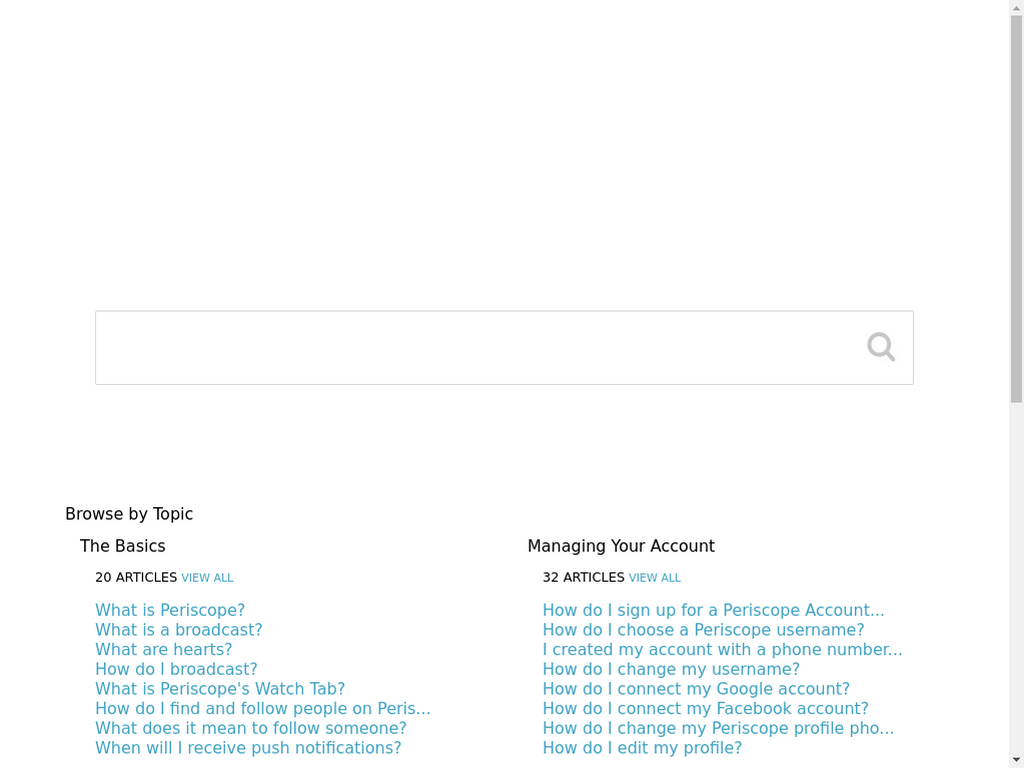 Browse by Topic
The Basics
20 ARTICLES VIEW ALL
What is Periscope?
What is a broadcast?
What are hearts?
How do I broadcast?
What is Periscope's Watch Tab?
How do I find and follow people on Peris...
What does it mean to follow someone?
When will I receive push notifications?
Managing Your Account
32 ARTICLES VIEW ALL
How do I sign up for a Periscope Account...
How do I choose a Periscope username?
I created my account with a phone number...
How do I change my username?
How do I connect my Google account?
How do I connect my Facebook account?
How do I change my Periscope profile pho...
How do I edit my profile?